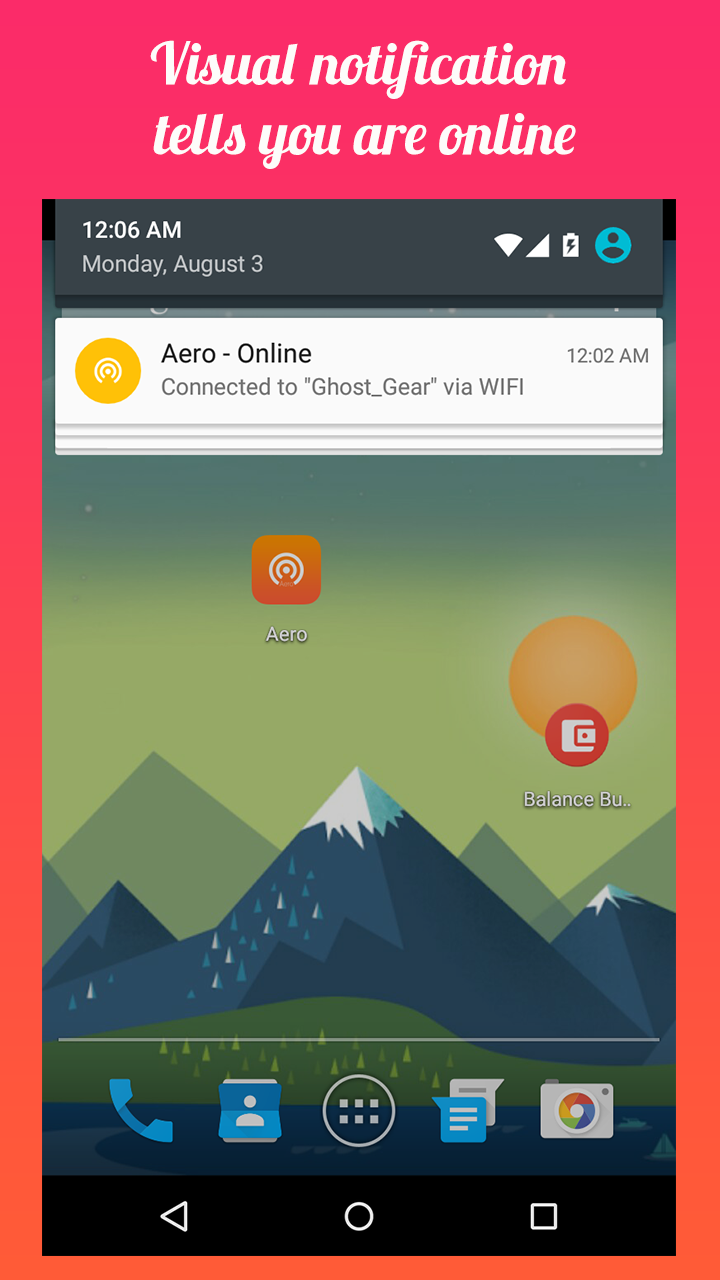 Visual notification
tells you are online
12:06 AM
Monday, August 3
Aero - Online
12:02 AM
Connected to "Ghost_Gear" via WIFI
Aero
Balance Bu..